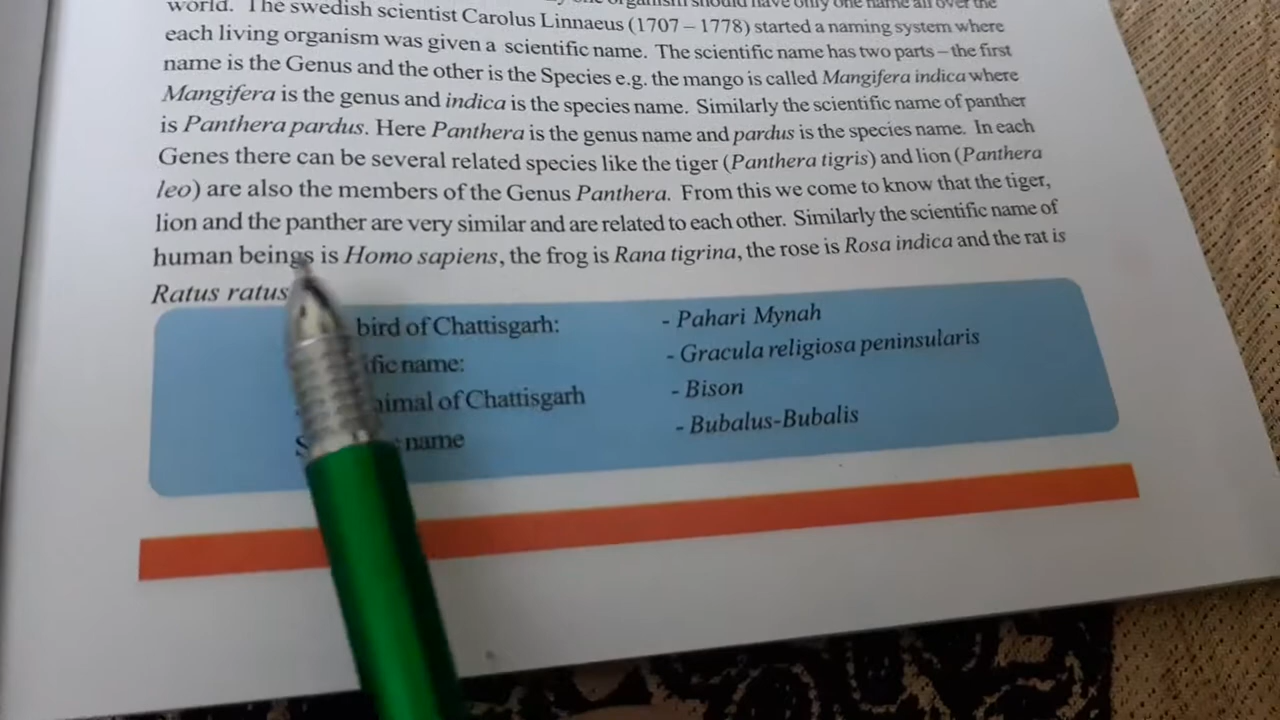 world. The swedish scientist Carolus Linnaeus (1707 – 1778) started a naming system where
each living organism was given a scientific name. The scientific name has two parts – the first
name is the Genus and the other is the Species e.g. the mango is called Mangifera indica where
Mangifera is the genus and indica is the species name. Similarly the scientific name of panther
is Panthera pardus. Here Panthera is the genus name and pardus is the species name. In each
Genes there can be several related species like the tiger (Panthera tigris) and lion (Panthera
leo) are also the members of the Genus Panthera. From this we come to know that the tiger,
lion and the panther are very similar and are related to each other. Similarly the scientific name of
human beings is Homo sapiens, the frog is Rana tigrina, the rose is Rosa indica and the rat is
Ratus ratus
bird of Chattisgarh: - Pahari Mynah
name: - Gracula religiosa peninsularis
of Chattisgarh - Bison
name - Bubalus-Bubalis